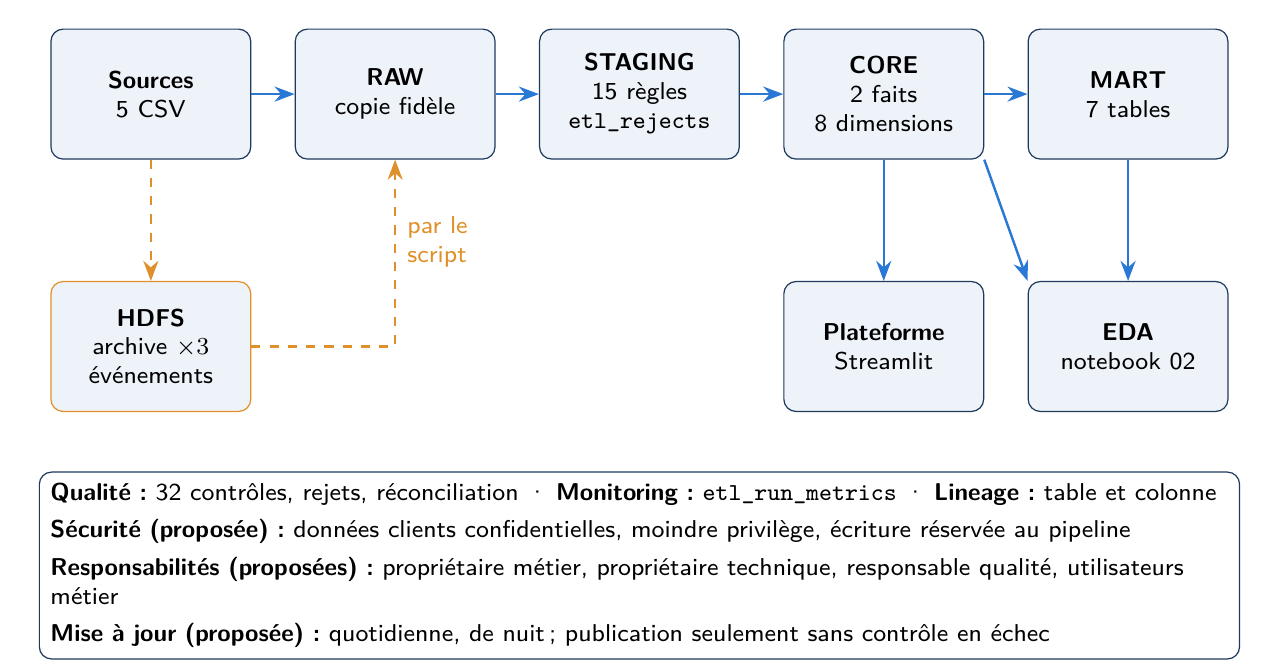 Sources
5 CSV
RAW
copie fidèle
STAGING
15 règles
etl_rejects
CORE
2 faits
8 dimensions
MART
7 tables
par le
script
HDFS
archive ×3
événements
Plateforme
Streamlit
EDA
notebook 02
Qualité : 32 contrôles, rejets, réconciliation · Monitoring : etl_run_metrics · Lineage : table et colonne
Sécurité (proposée) : données clients confidentielles, moindre privilège, écriture réservée au pipeline
Responsabilités (proposées) : propriétaire métier, propriétaire technique, responsable qualité, utilisateurs
métier
Mise à jour (proposée) : quotidienne, de nuit ; publication seulement sans contrôle en échec